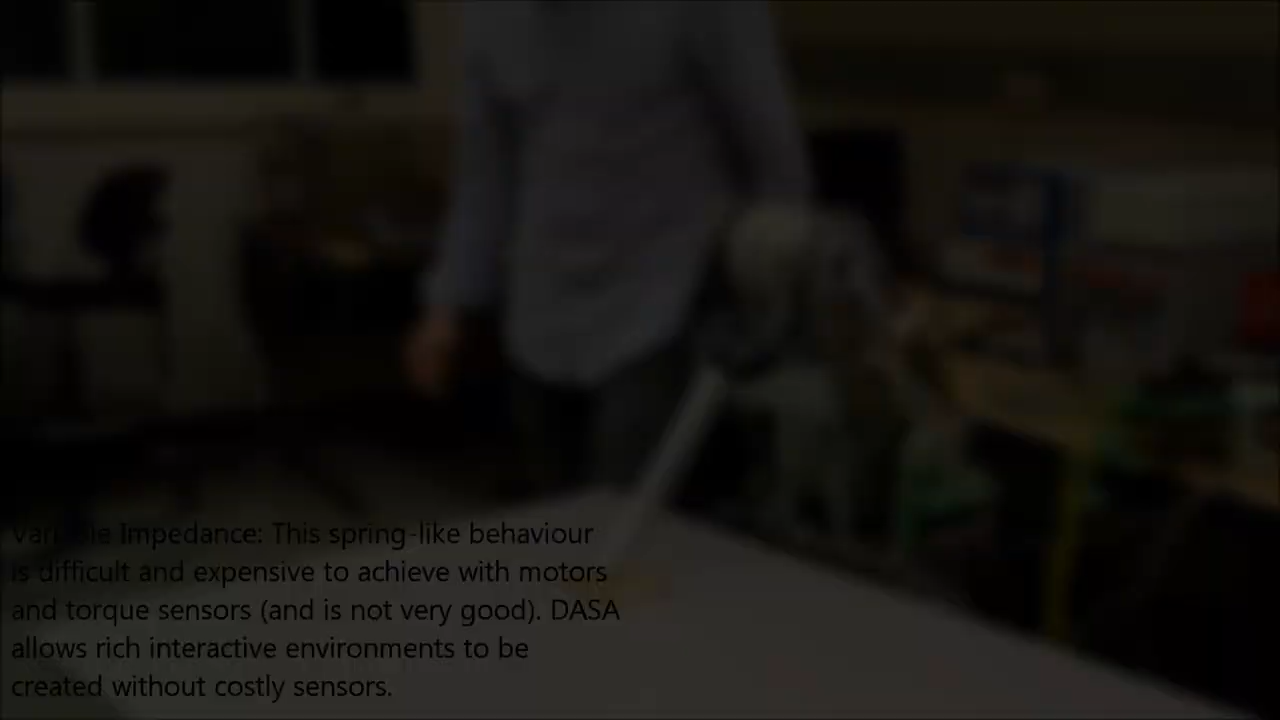 Variable Impedance: This spring-like behaviour
is difficult and expensive to achieve with motors
and torque sensors (and is not very good). DASA
allows rich interactive environments to be
created without costly sensors.